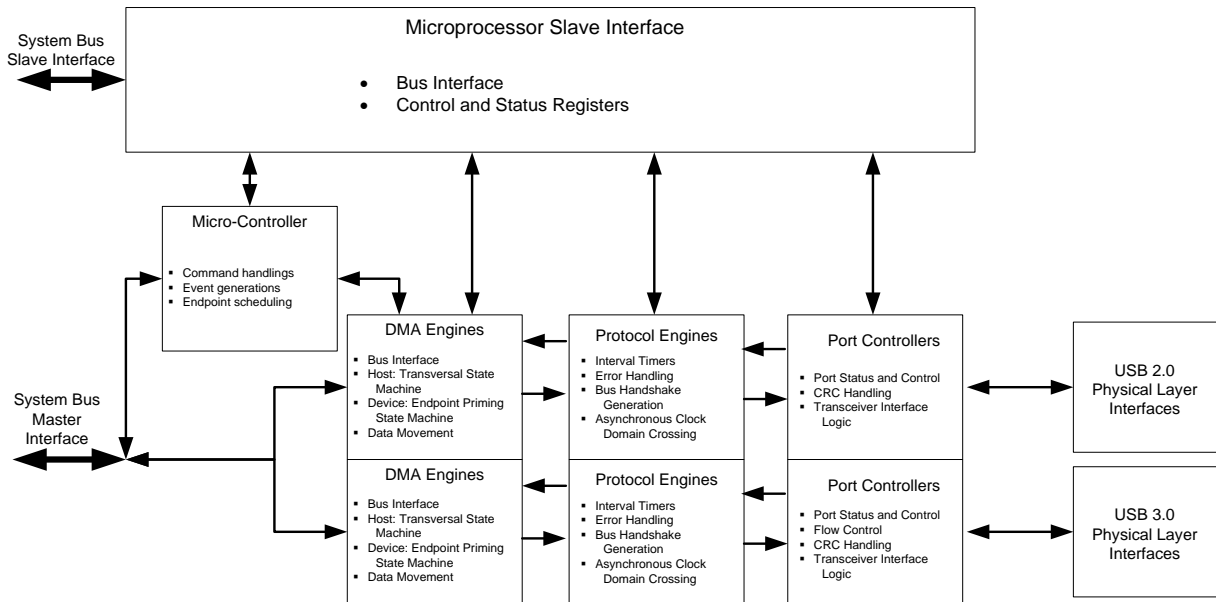 System Bus
Slave Interface
Microprocessor Slave Interface
• Bus Interface
• Control and Status Registers
Micro-Controller
▪ Command handlings
▪ Event generations
▪ Endpoint scheduling
System Bus
Master
Interface
DMA Engines
▪ Bus Interface
▪ Host: Transversal State
Machine
▪ Device: Endpoint Priming
State Machine
▪ Data Movement
Protocol Engines
▪ Interval Timers
▪ Error Handling
▪ Bus Handshake
Generation
▪ Asynchronous Clock
Domain Crossing
Port Controllers
▪ Port Status and Control
▪ CRC Handling
▪ Transceiver Interface
Logic
USB 2.0
Physical Layer
Interfaces
DMA Engines
▪ Bus Interface
▪ Host: Transversal State
Machine
▪ Device: Endpoint Priming
State Machine
▪ Data Movement
Protocol Engines
▪ Interval Timers
▪ Error Handling
▪ Bus Handshake
Generation
▪ Asynchronous Clock
Domain Crossing
Port Controllers
▪ Port Status and Control
▪ Flow Control
▪ CRC Handling
▪ Transceiver Interface
Logic
USB 3.0
Physical Layer
Interfaces